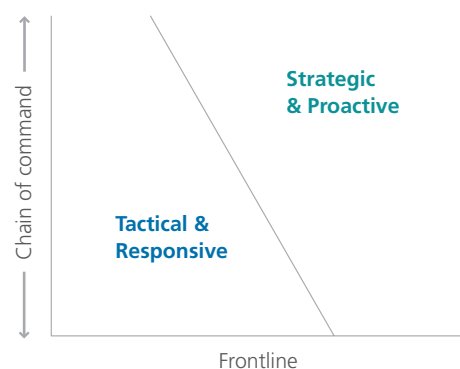 Strategic
& Proactive
Chain of command
Tactical &
Responsive
Frontline